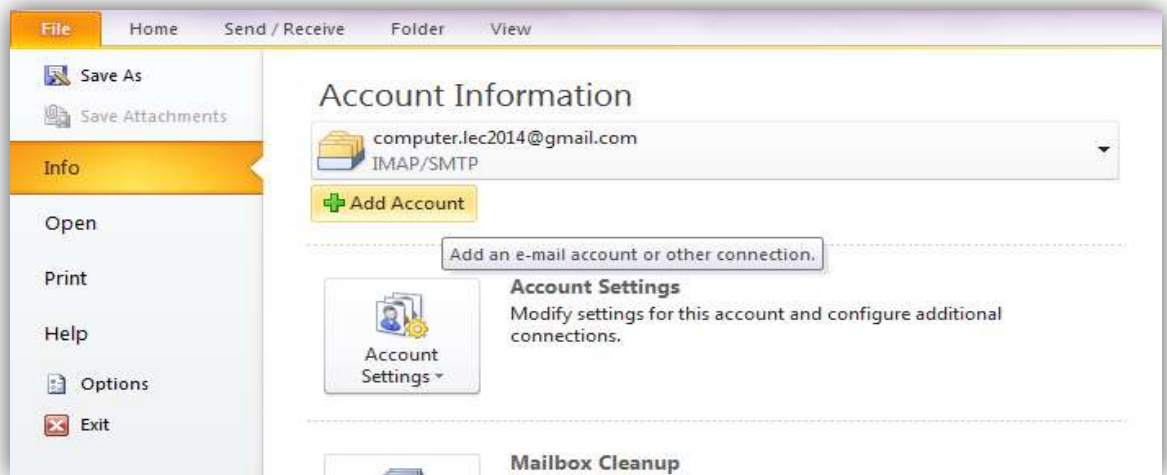 File Home Send / Receive Folder View
Save As
Save Attachments
Info
Open
Print
Help
Options
Exit
Account Information
computer.lec2014@gmail.com
IMAP/SMTP
Add Account
Add an e-mail account or other connection.
Account
Settings
Account Settings
Modify settings for this account and configure additional
connections.
Mailbox Cleanup